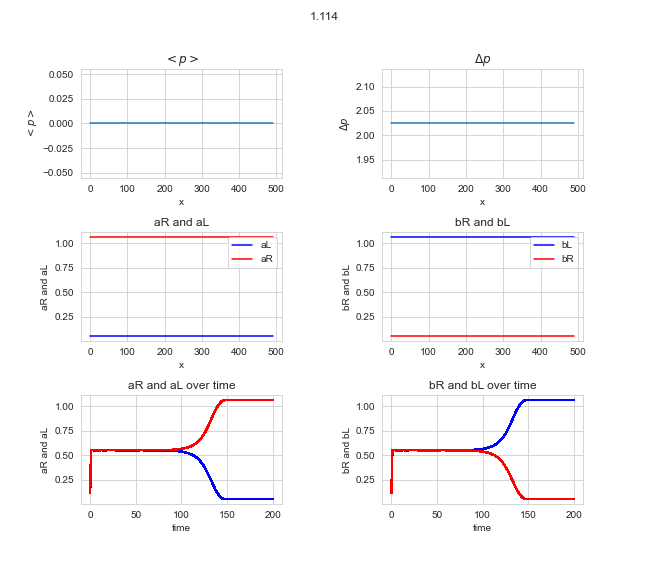 1.114
< p >
0.050
0.025
0.000
−0.025
−0.050
< p >
0
100
200
300
400
500
x
Δp
2.10
2.05
2.00
1.95
Δp
0
100
200
300
400
500
x
aR and aL
1.00
0.75
0.50
0.25
aR and aL
aL
aR
0
100
200
300
400
500
x
bR and bL
1.00
0.75
0.50
0.25
bR and bL
bL
bR
0
100
200
300
400
500
x
aR and aL over time
1.00
0.75
0.50
0.25
aR and aL
0
50
100
150
200
time
bR and bL over time
1.00
0.75
0.50
0.25
bR and bL
0
50
100
150
200
time